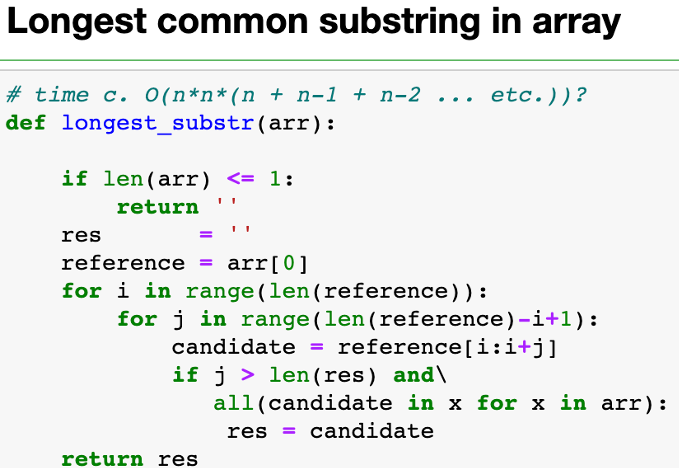 Longest common substring in array
# time c. O(n*n*(n + n-1 + n-2 ... etc.))?
def longest_substr(arr):
    if len(arr) <= 1:
        return ''
    res       = ''
    reference = arr[0]
    for i in range(len(reference)):
        for j in range(len(reference)-i+1):
            candidate = reference[i:i+j]
            if j > len(res) and\
               all(candidate in x for x in arr):
                res = candidate
    return res